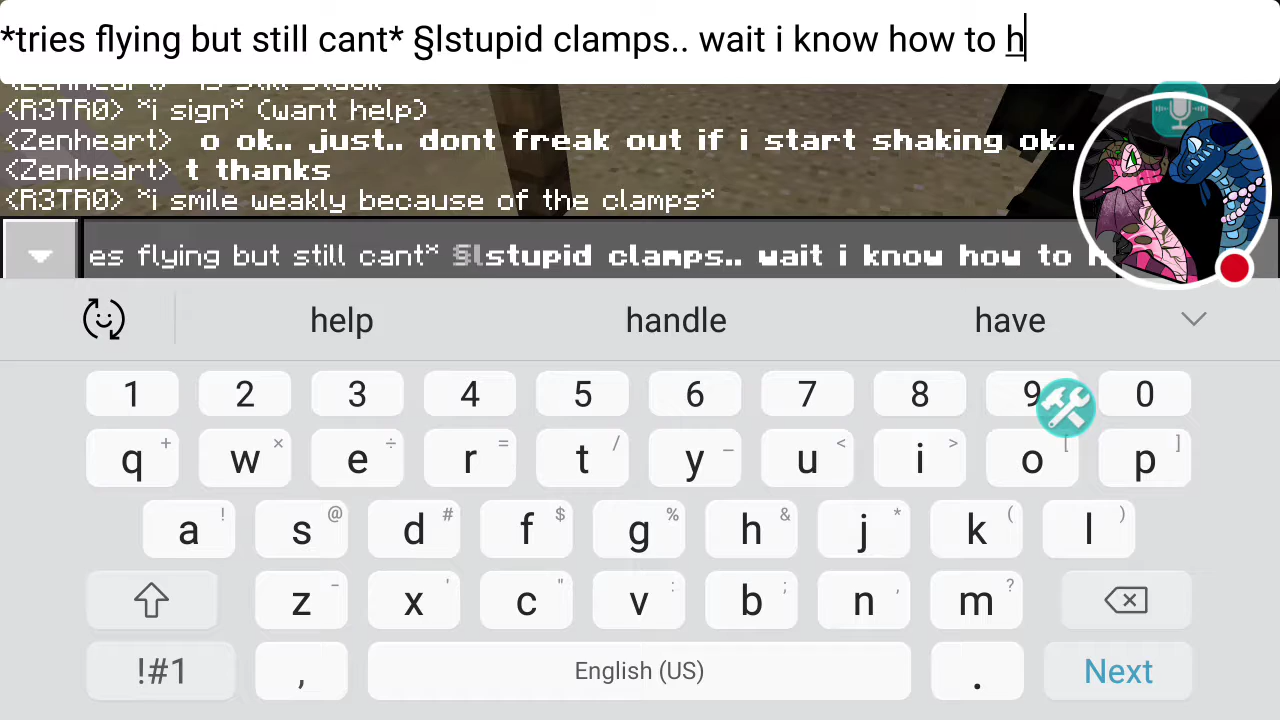 *tries flying but still cant* §lstupid clamps.. wait i know how to h
<R3TR0> *i sign* (want help)
<Zenheart> o ok.. just.. dont freak out if i start shaking ok..
<Zenheart> t thanks
<R3TR0> *i smile weakly because of the clamps*
es flying but still cant* §lstupid clamps.. wait i know how to h
help handle have
1 2 3 4 5 6 7 8 9 0
q + w × e ÷ r = t / y _ u < i > o [ p ]
a ! s @ d # f $ g % h & j * k ( l )
z - x ' c " v : b ; n , m ?
!#1 , English (US) . Next